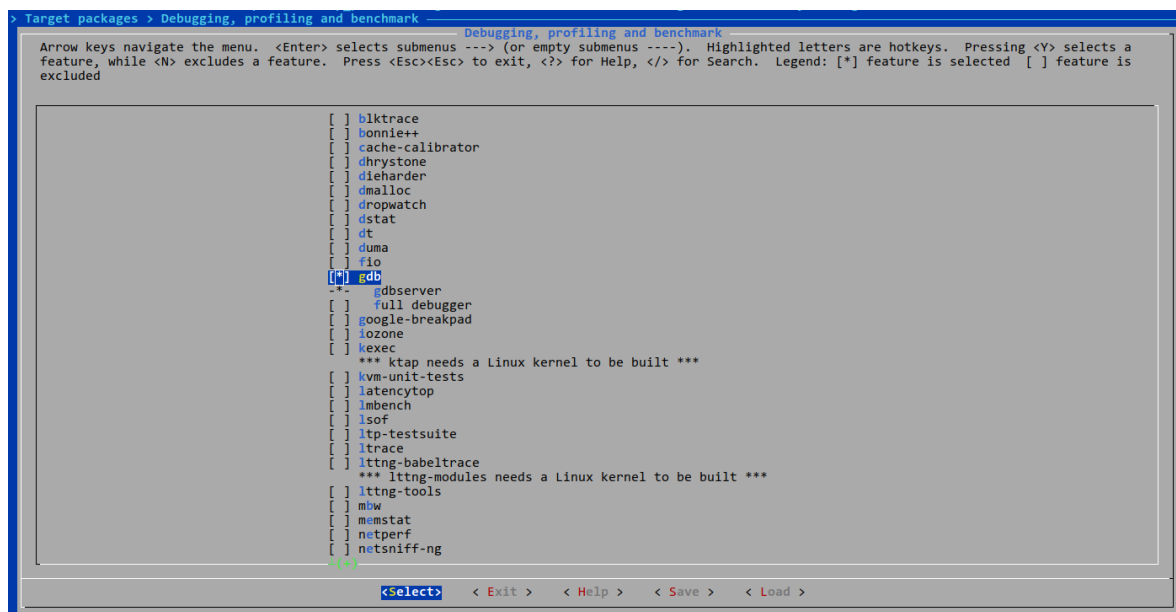 > Target packages > Debugging, profiling and benchmark
Debugging, profiling and benchmark
Arrow keys navigate the menu.  <Enter> selects submenus ---> (or empty submenus ----).  Highlighted letters are hotkeys.  Pressing <Y> selects a
feature, while <N> excludes a feature.  Press <Esc><Esc> to exit, <?> for Help, </> for Search.  Legend: [*] feature is selected  [ ] feature is
excluded
[ ] blktrace
[ ] bonnie++
[ ] cache-calibrator
[ ] dhrystone
[ ] dieharder
[ ] dmalloc
[ ] dropwatch
[ ] dstat
[ ] dt
[ ] duma
[ ] fio
[*] gdb
-*-   gdbserver
[ ]   full debugger
[ ] google-breakpad
[ ] iozone
[ ] kexec
*** ktap needs a Linux kernel to be built ***
[ ] kvm-unit-tests
[ ] latencytop
[ ] lmbench
[ ] lsof
[ ] ltp-testsuite
[ ] ltrace
[ ] lttng-babeltrace
*** lttng-modules needs a Linux kernel to be built ***
[ ] lttng-tools
[ ] mbw
[ ] memstat
[ ] netperf
[ ] netsniff-ng
<Select>    < Exit >    < Help >    < Save >    < Load >